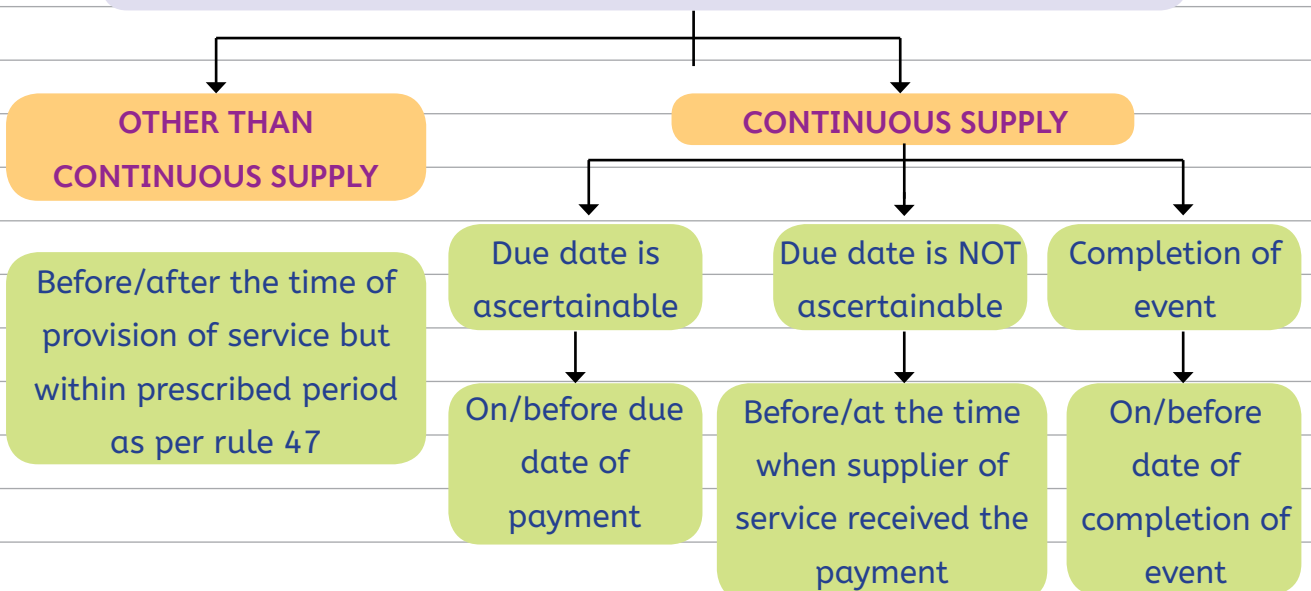 OTHER THAN
CONTINUOUS SUPPLY
CONTINUOUS SUPPLY
Before/after the time of
provision of service but
within prescribed period
as per rule 47
Due date is
ascertainable
Due date is NOT
ascertainable
Completion of
event
On/before due
date of
payment
Before/at the time
when supplier of
service received the
payment
On/before
date of
completion of
event